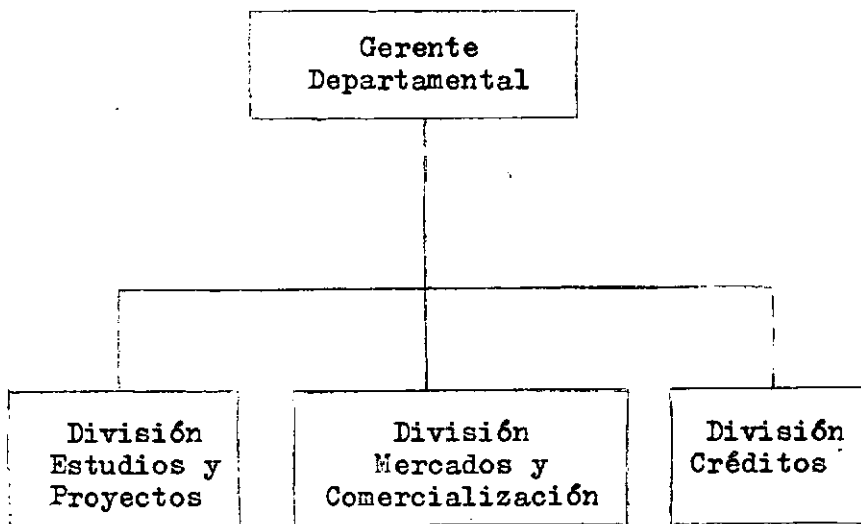 Gerente
Departamental
División
Estudios y
Proyectos
División
Mercados y
Comercialización
División
Créditos